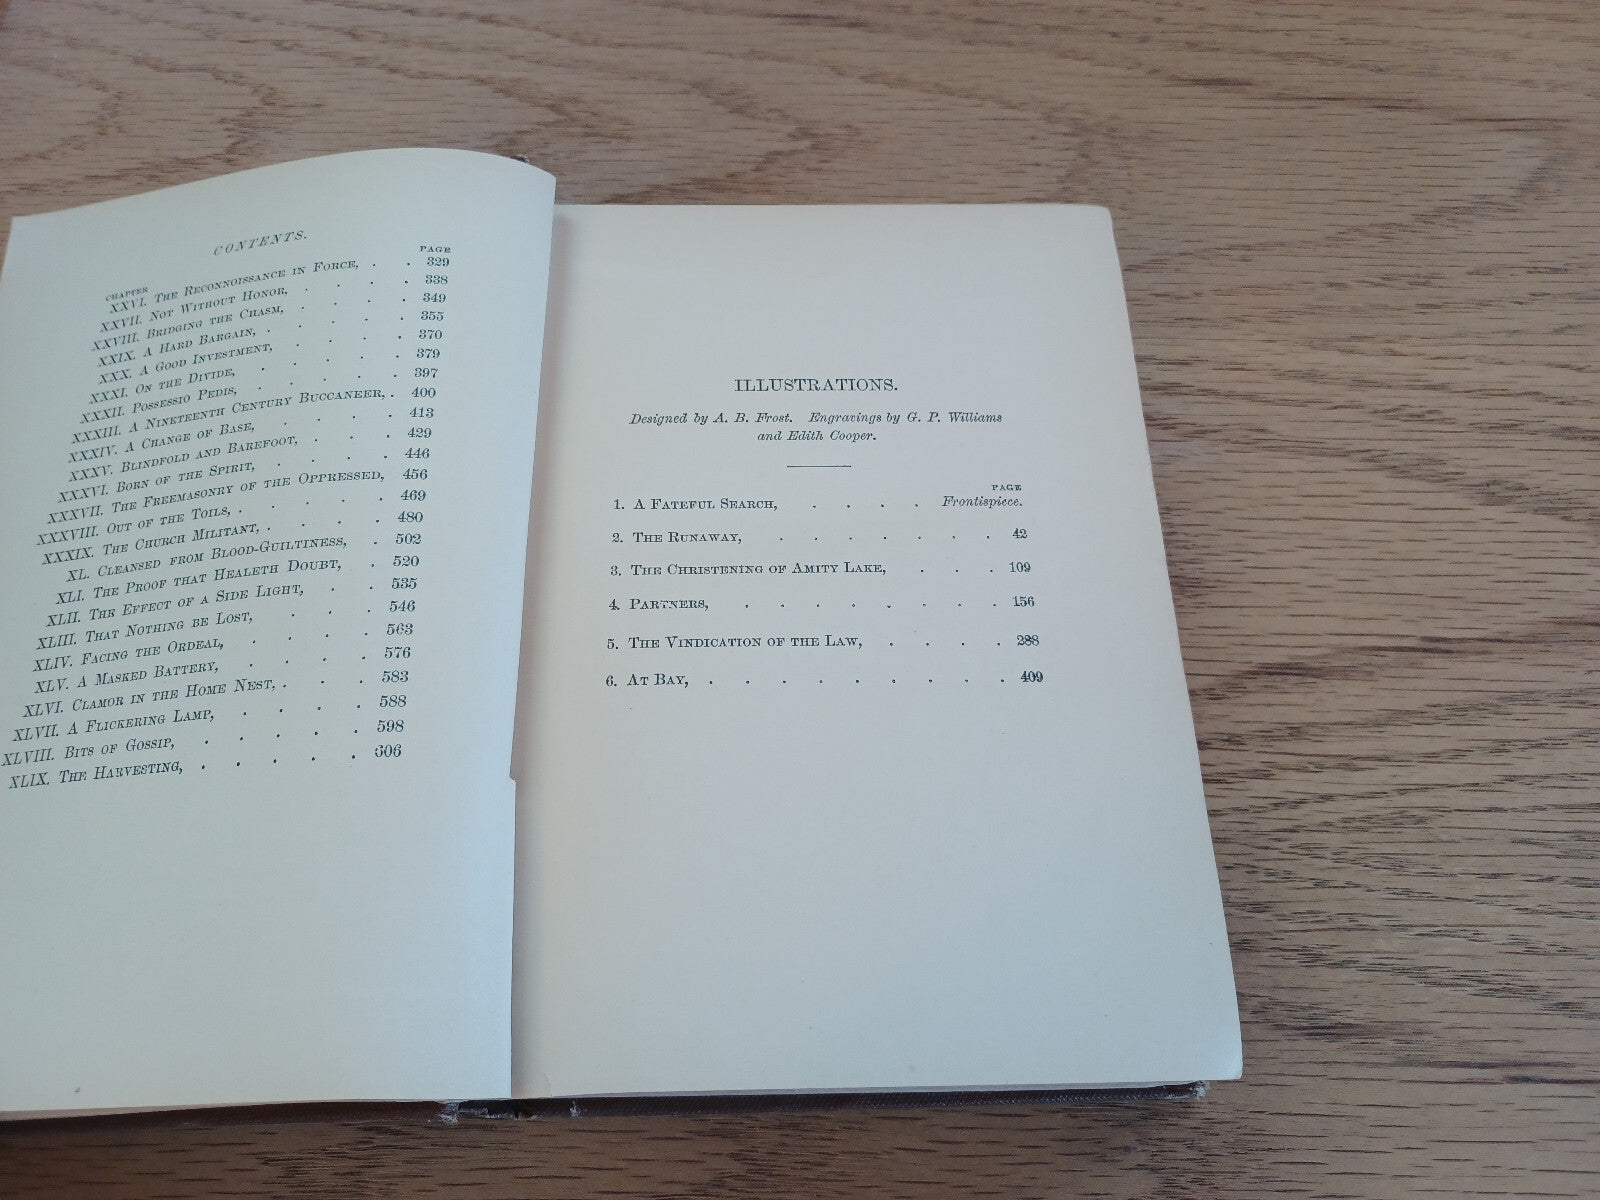 CONTENTS.
CHAPTER PAGE
XXVI. The Reconnoissance in Force, . . 329
XXVII. Not Without Honor, . . . . 338
XXVIII. Bridging the Chasm, . . . . 349
XXIX. A Hard Bargain, . . . . . 355
XXX. A Good Investment, . . . . 370
XXXI. On the Divide, . . . . . 379
XXXII. Possessio Pedis, . . . . . 397
XXXIII. A Nineteenth Century Buccaneer, . 400
XXXIV. A Change of Base, . . . . 413
XXXV. Blindfold and Barefoot, . . . 429
XXXVI. Born of the Spirit, . . . . 446
XXXVII. The Freemasonry of the Oppressed, 456
XXXVIII. Out of the Toils, . . . . . 469
XXXIX. The Church Militant, . . . . 480
XL. Cleansed from Blood-Guiltiness, . 502
XLI. The Proof that Healeth Doubt, . 520
XLII. The Effect of a Side Light, . . 535
XLIII. That Nothing be Lost, . . . 546
XLIV. Facing the Ordeal, . . . . 563
XLV. A Masked Battery, . . . . 576
XLVI. Clamor in the Home Nest, . . . 583
XLVII. A Flickering Lamp, . . . . 588
XLVIII. Bits of Gossip, . . . . . 598
XLIX. The Harvesting, . . . . . 606
ILLUSTRATIONS.
Designed by A. B. Frost. Engravings by G. P. Williams
and Edith Cooper.
PAGE
1. A Fateful Search, . . . . Frontispiece.
2. The Runaway, . . . . . . . 42
3. The Christening of Amity Lake, . . . 109
4. Partners, . . . . . . . . 156
5. The Vindication of the Law, . . . . 288
6. At Bay, . . . . . . . . . 409